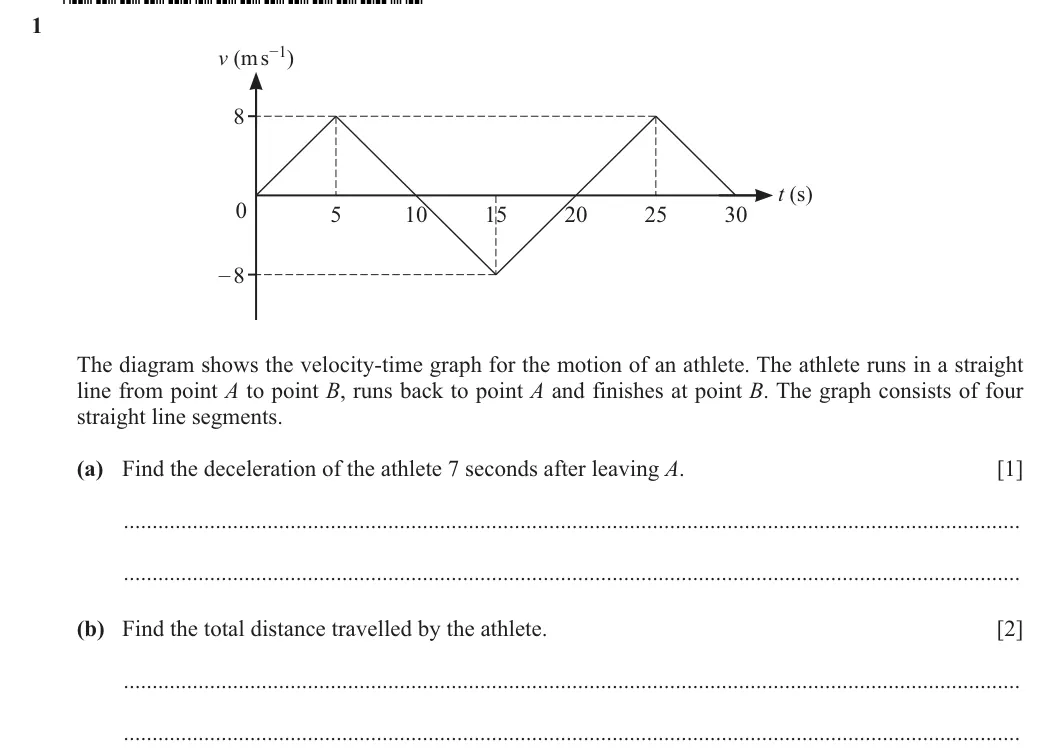 1
v (m s⁻¹)
8
0
5 10 15 20 25 30
t (s)
−8
The diagram shows the velocity-time graph for the motion of an athlete. The athlete runs in a straight
line from point A to point B, runs back to point A and finishes at point B. The graph consists of four
straight line segments.
(a) Find the deceleration of the athlete 7 seconds after leaving A. [1]
(b) Find the total distance travelled by the athlete. [2]